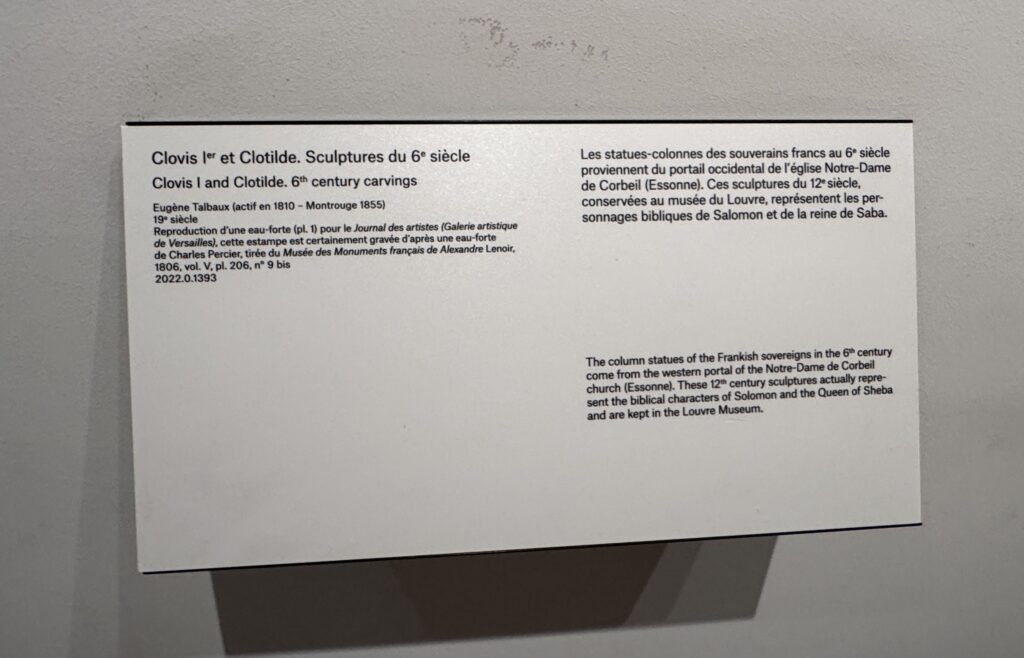 Clovis Iᵉʳ et Clotilde. Sculptures du 6ᵉ siècle
Clovis I and Clotilde. 6ᵗʰ century carvings
Eugène Talbaux (actif en 1810 – Montrouge 1855)
19ᵉ siècle
Reproduction d'une eau-forte (pl. 1) pour le Journal des artistes (Galerie artistique
de Versailles), cette estampe est certainement gravée d'après une eau-forte
de Charles Percier, tirée du Musée des Monuments français de Alexandre Lenoir,
1806, vol. V, pl. 206, n° 9 bis
2022.0.1393
Les statues-colonnes des souverains francs au 6ᵉ siècle
proviennent du portail occidental de l'église Notre-Dame
de Corbeil (Essonne). Ces sculptures du 12ᵉ siècle,
conservées au musée du Louvre, représentent les per-
sonnages bibliques de Salomon et de la reine de Saba.
The column statues of the Frankish sovereigns in the 6ᵗʰ century
come from the western portal of the Notre-Dame de Corbeil
church (Essonne). These 12ᵗʰ century sculptures actually repre-
sent the biblical characters of Solomon and the Queen of Sheba
and are kept in the Louvre Museum.